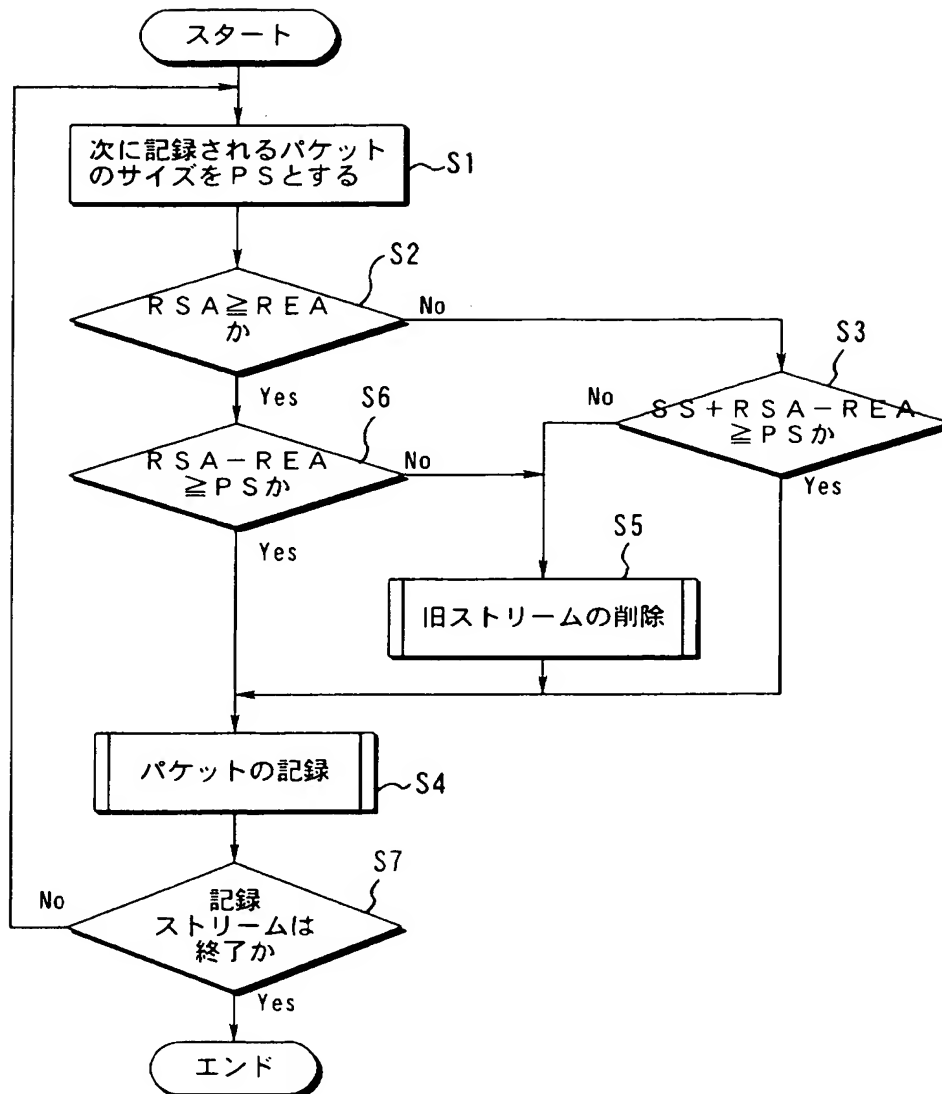 スタート
次に記録されるパケット
のサイズをPSとする
S1
S2
RSA≧REA
か
No
Yes
S3
SS+RSA-REA
≧PSか
No
Yes
S6
RSA-REA
≧PSか
No
Yes
S5
旧ストリームの削除
パケットの記録
S4
S7
記録
ストリームは
終了か
No
Yes
エンド